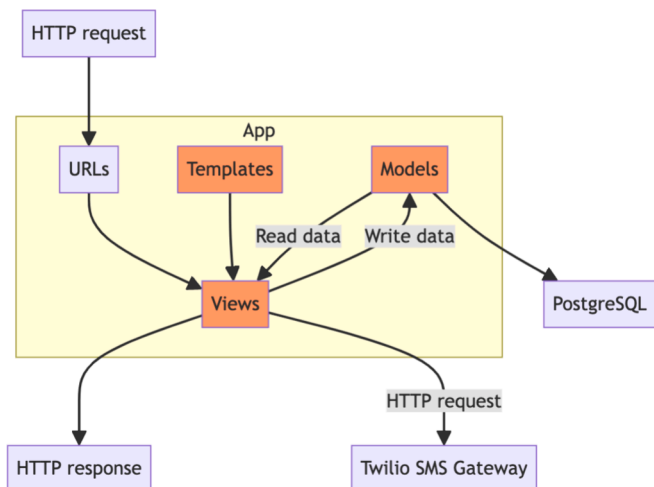 HTTP request
App
URLs
Templates
Models
Read data
Write data
Views
PostgreSQL
HTTP request
HTTP response
Twilio SMS Gateway